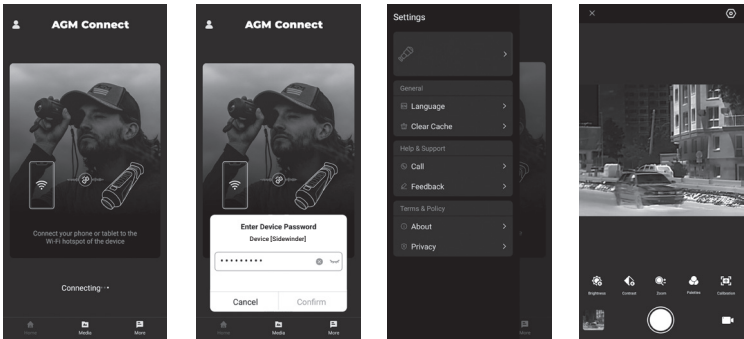 AGM Connect
Connect your phone or tablet to the
Wi-Fi hotspot of the device
Connecting···
Home
Media
More
AGM Connect
Enter Device Password
Device [Sidewinder]
•••••••••
Cancel
Confirm
Home
Media
More
Settings
General
Language
Clear Cache
Help & Support
Call
Feedback
Terms & Policy
About
Privacy
More
Brightness
Contrast
Zoom
Palettes
Calibration